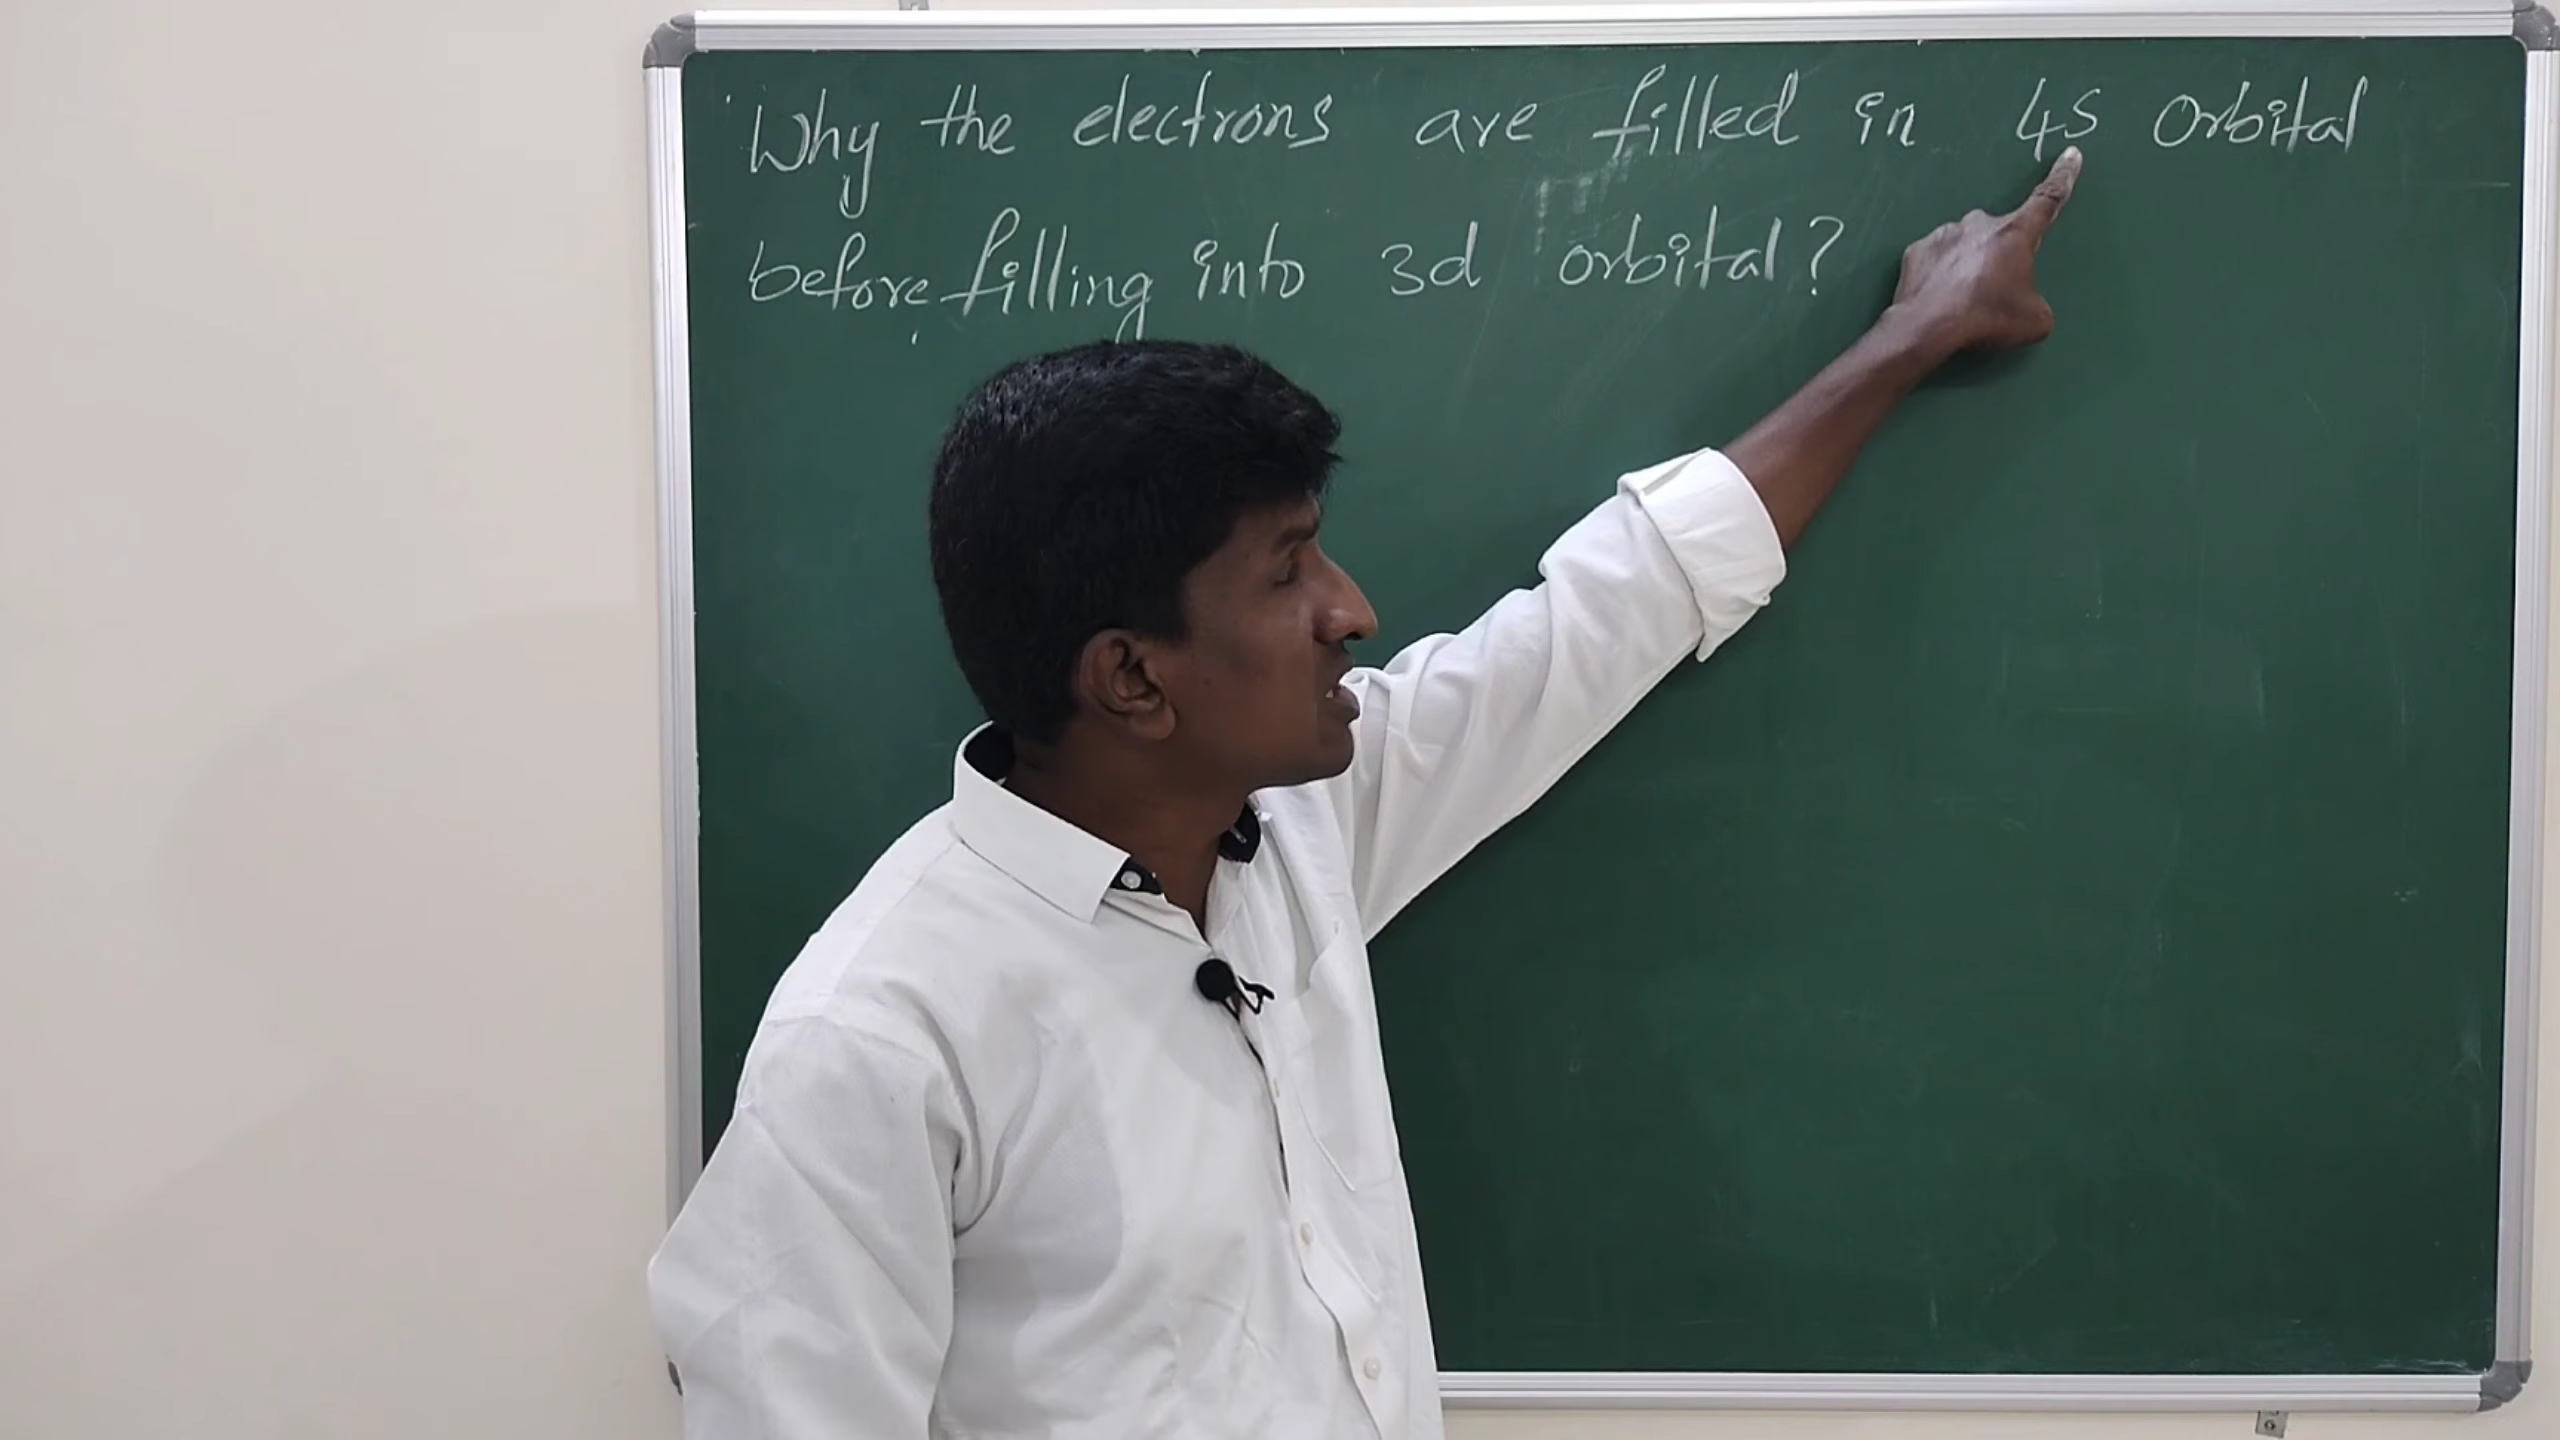 Why the electrons are filled in 4s orbital
before filling into 3d orbital?